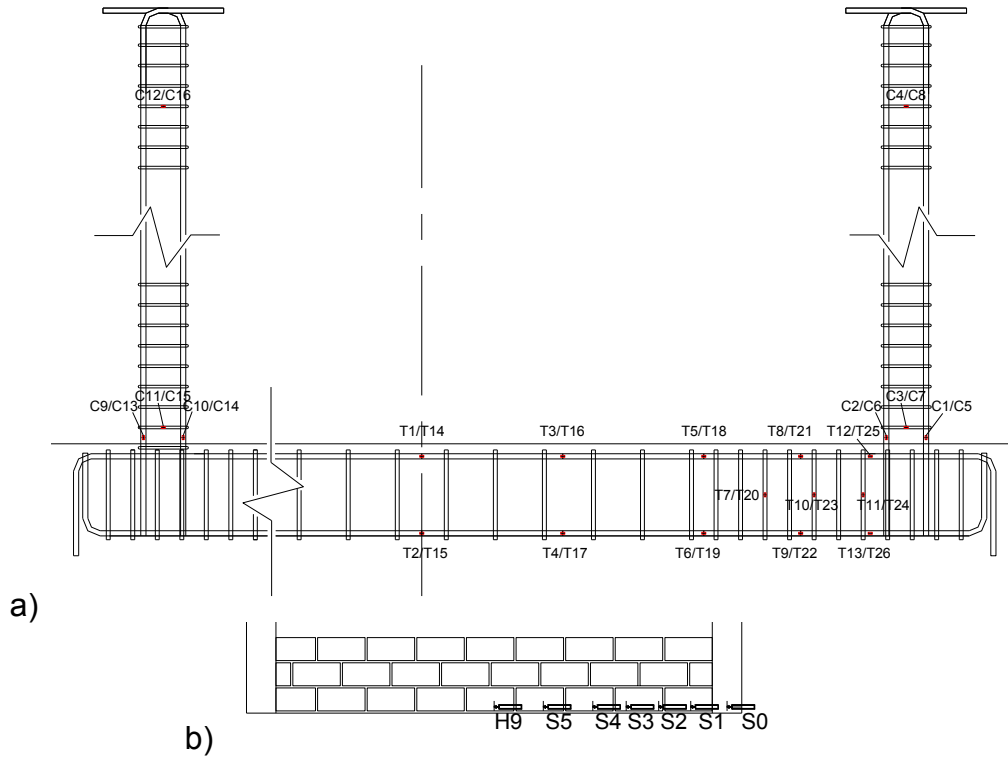 C12/C16 C4/C8
C11/C15 C3/C7
C9/C13 C10/C14 C2/C6 C1/C5
T1/T14 T3/T16 T5/T18 T8/T21 T12/T25
T7/T20 T10/T23 T11/T24
T2/T15 T4/T17 T6/T19 T9/T22 T13/T26
a)
H9 S5 S4 S3 S2 S1 S0
b)